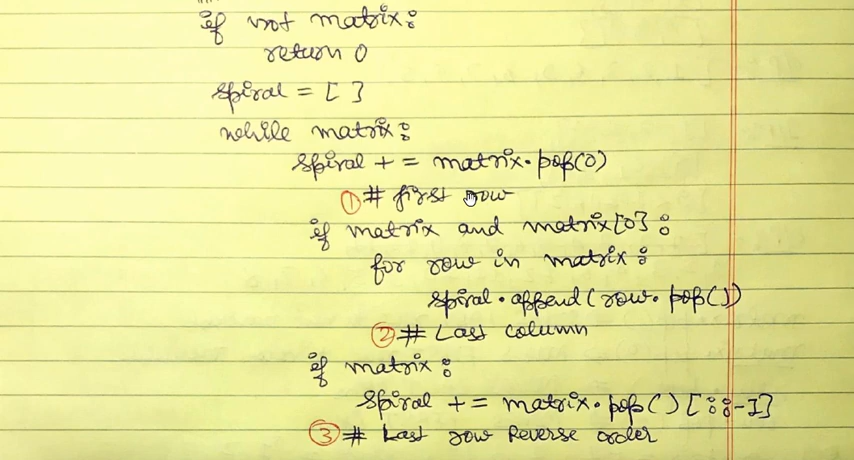 if not matrix:
return 0
spiral = [ ]
while matrix:
spiral += matrix.pop(0)
① # first row
if matrix and matrix[0]:
for row in matrix:
spiral.append(row.pop())
② # Last column
if matrix:
spiral += matrix.pop()[::-1]
③ # Last row Reverse order